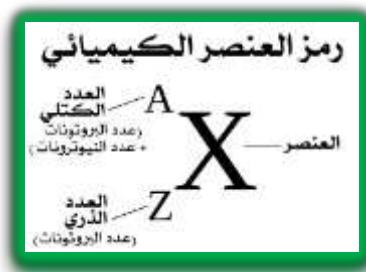 رمز العنصر الكيميائي
العدد
الكتلي
(عدد البروتونات
+ عدد النيوترونات)
A
X
العنصر
Z
العدد
الذري
(عدد البروتونات)